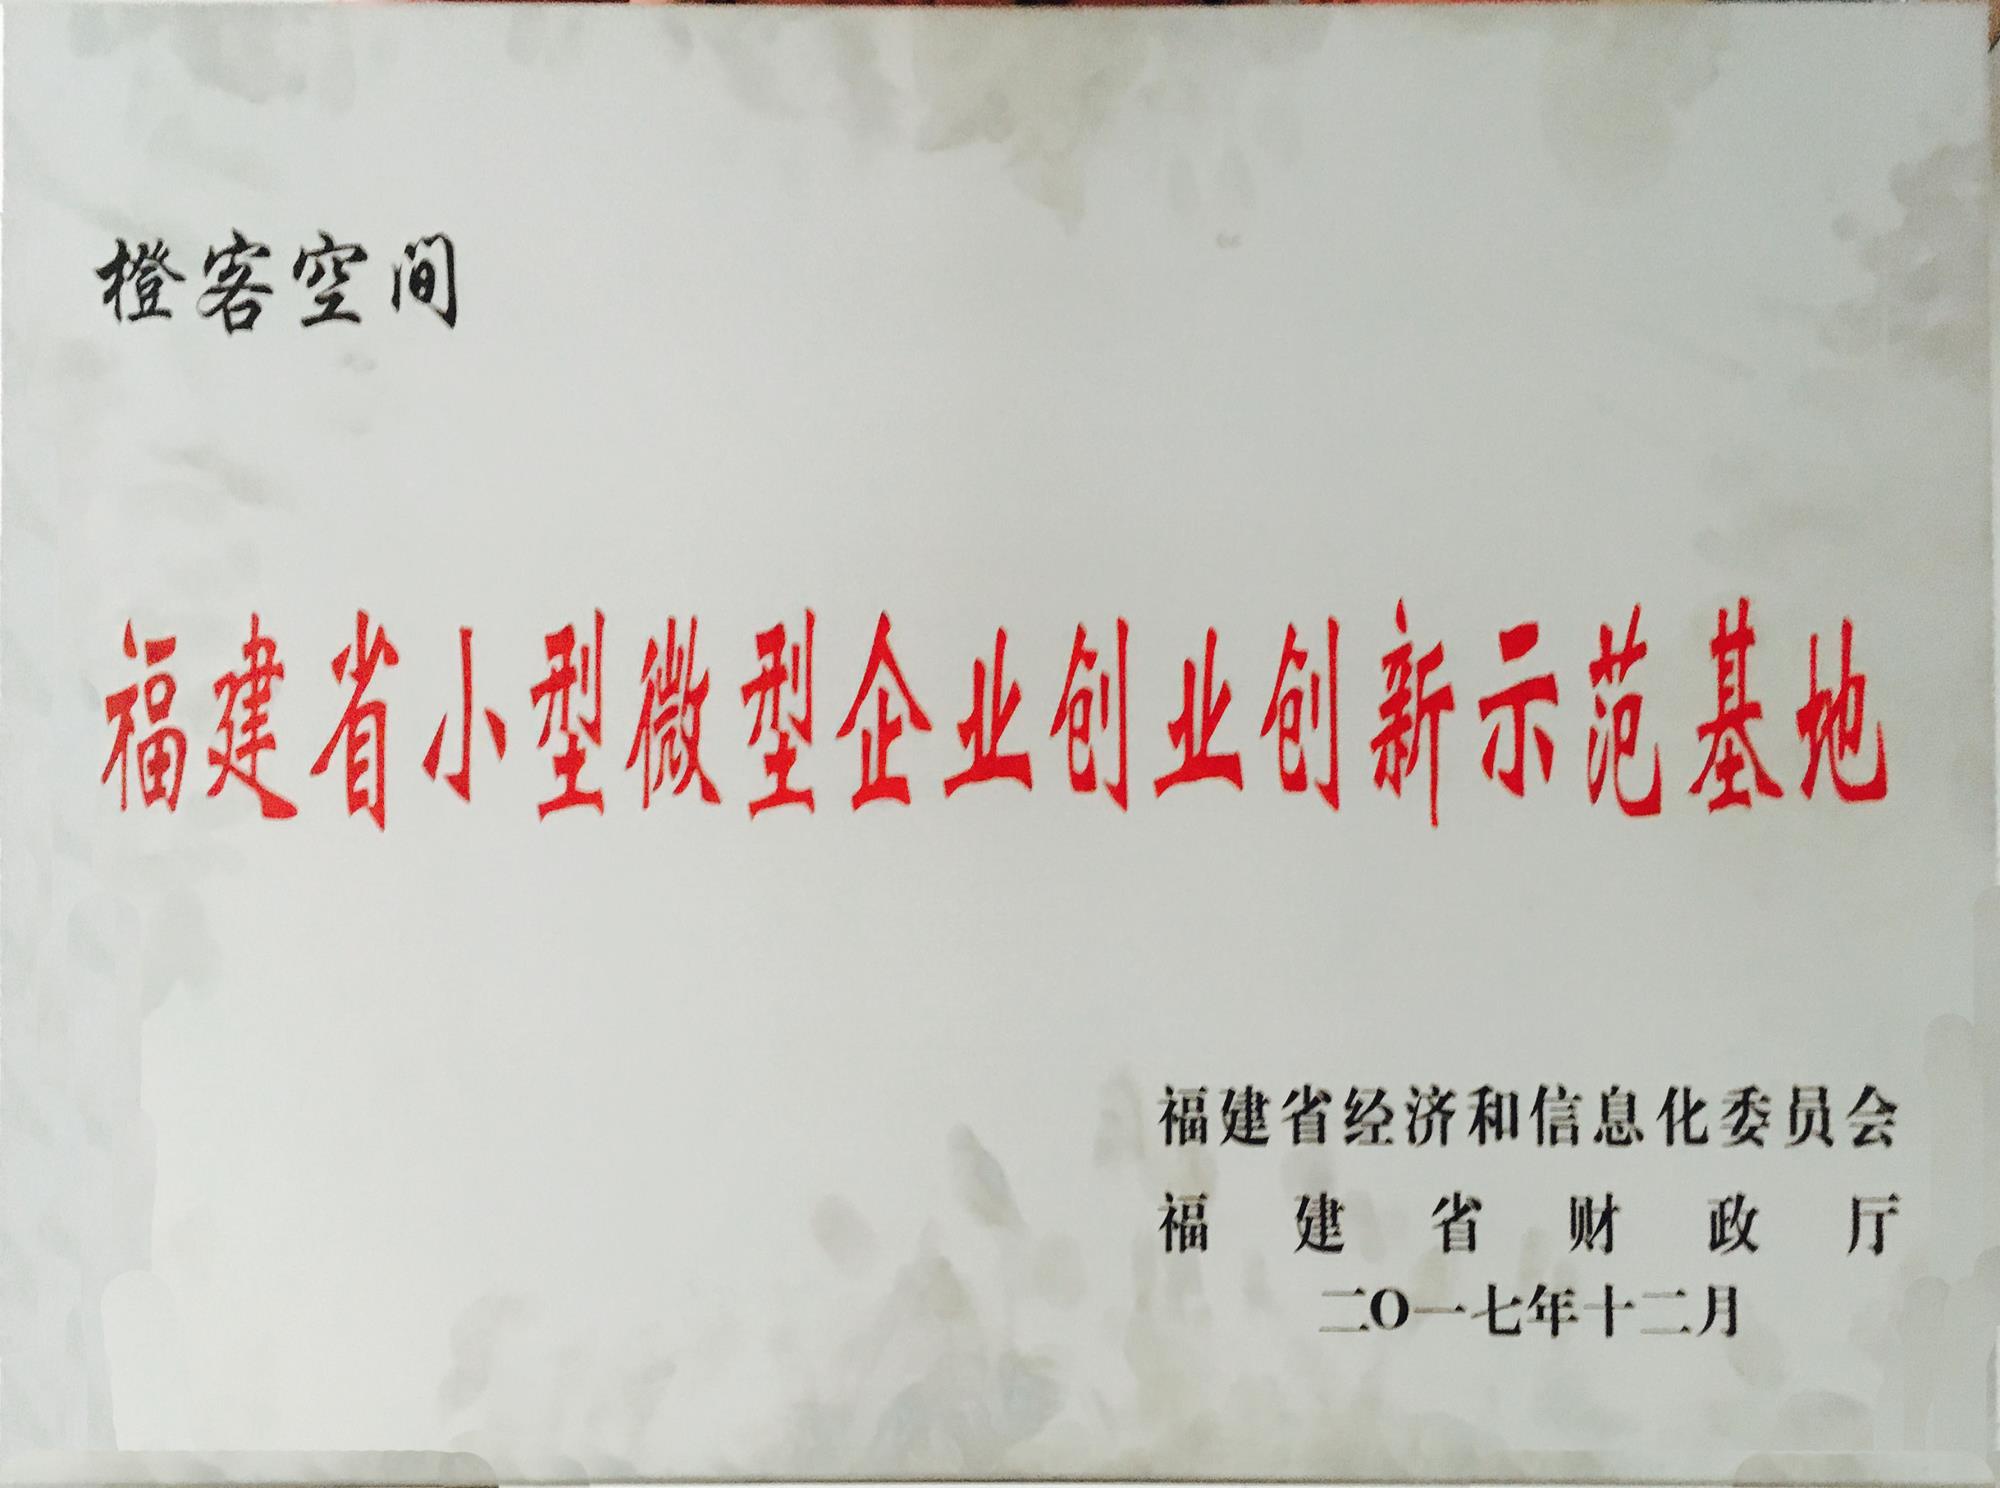 橙客空间
福建省小型微型企业创业创新示范基地
福建省经济和信息化委员会
福建省财政厅
二O一七年十二月